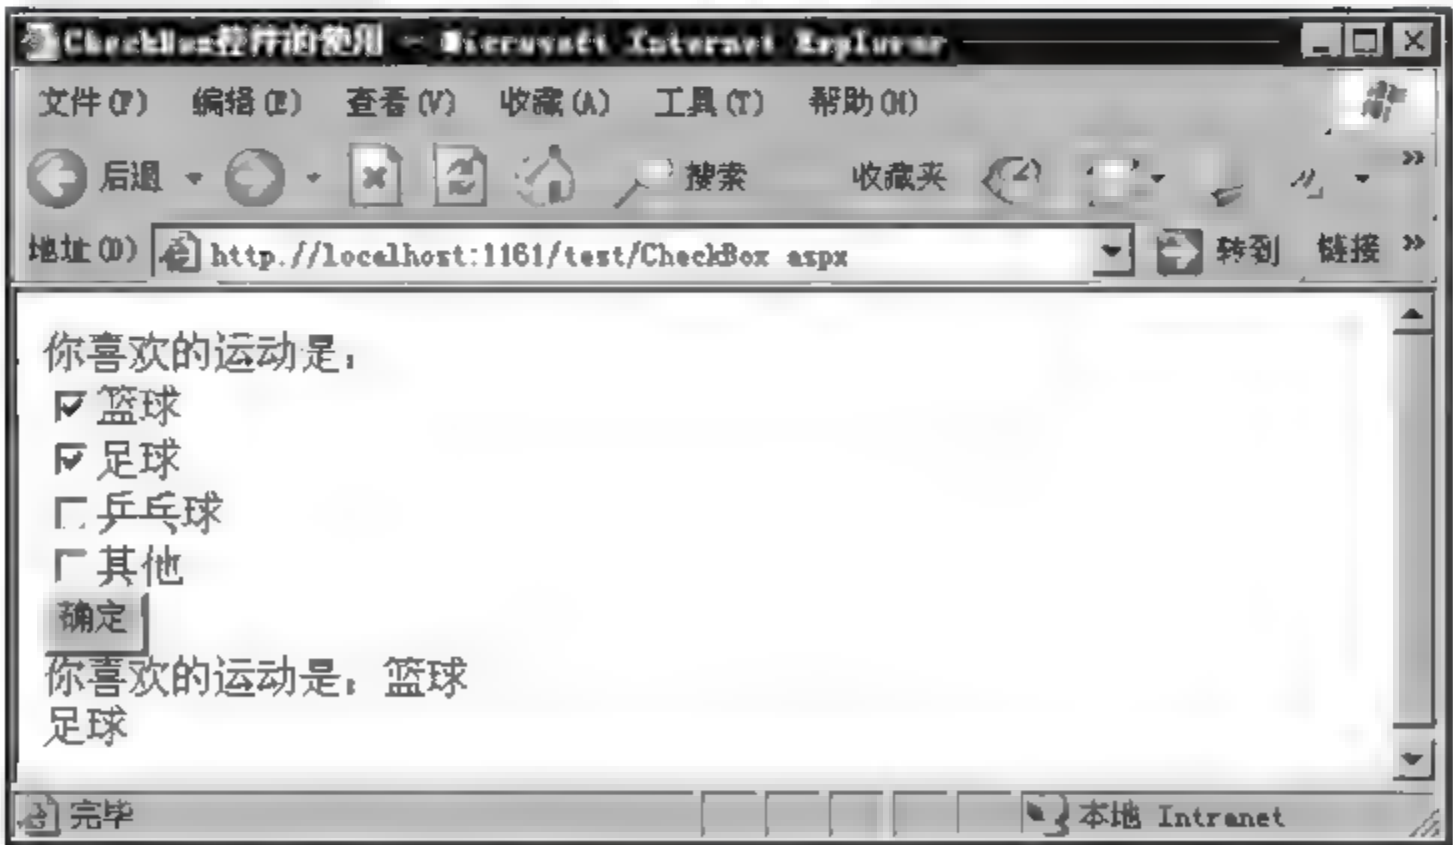 CheckBox控件的使用 - Microsoft Internet Explorer
文件(F) 编辑(E) 查看(V) 收藏(A) 工具(T) 帮助(H)
后退 搜索 收藏夹 »
地址(D) http://localhost:1161/test/CheckBox aspx 转到 链接 »
你喜欢的运动是：
篮球
足球
乒乓球
其他
确定
你喜欢的运动是：篮球
足球
完毕 本地 Intranet